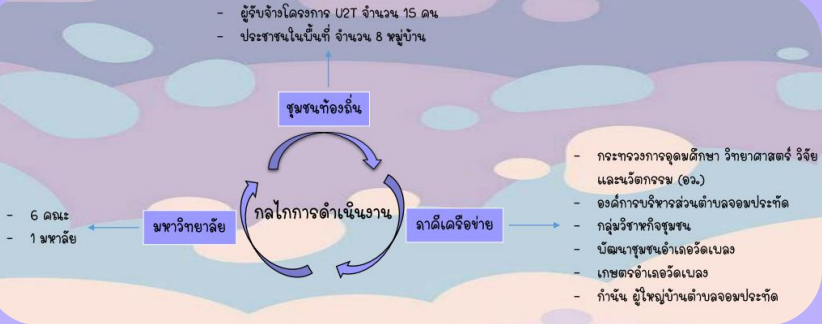 - ผู้รับจ้างโครงการ U2T จำนวน 15 คน
- ประชาชนในพื้นที่ จำนวน 8 หมู่บ้าน
ชุมชนท้องถิ่น
กลไกการดำเนินงาน
มหาวิทยาลัย
- 6 คณะ
- 1 มหาลัย
ภาคีเครือข่าย
- กระทรวงการอุดมศึกษา วิทยาศาสตร์ วิจัย
และนวัตกรรม (อว.)
- องค์การบริหารส่วนตำบลจอมประทัด
- กลุ่มวิชาหกิจชุมชน
- พัฒนาชุมชนอำเภอวัดเพลง
- เกษตรอำเภอวัดเพลง
- กำนัน ผู้ใหญ่บ้านตำบลจอมประทัด